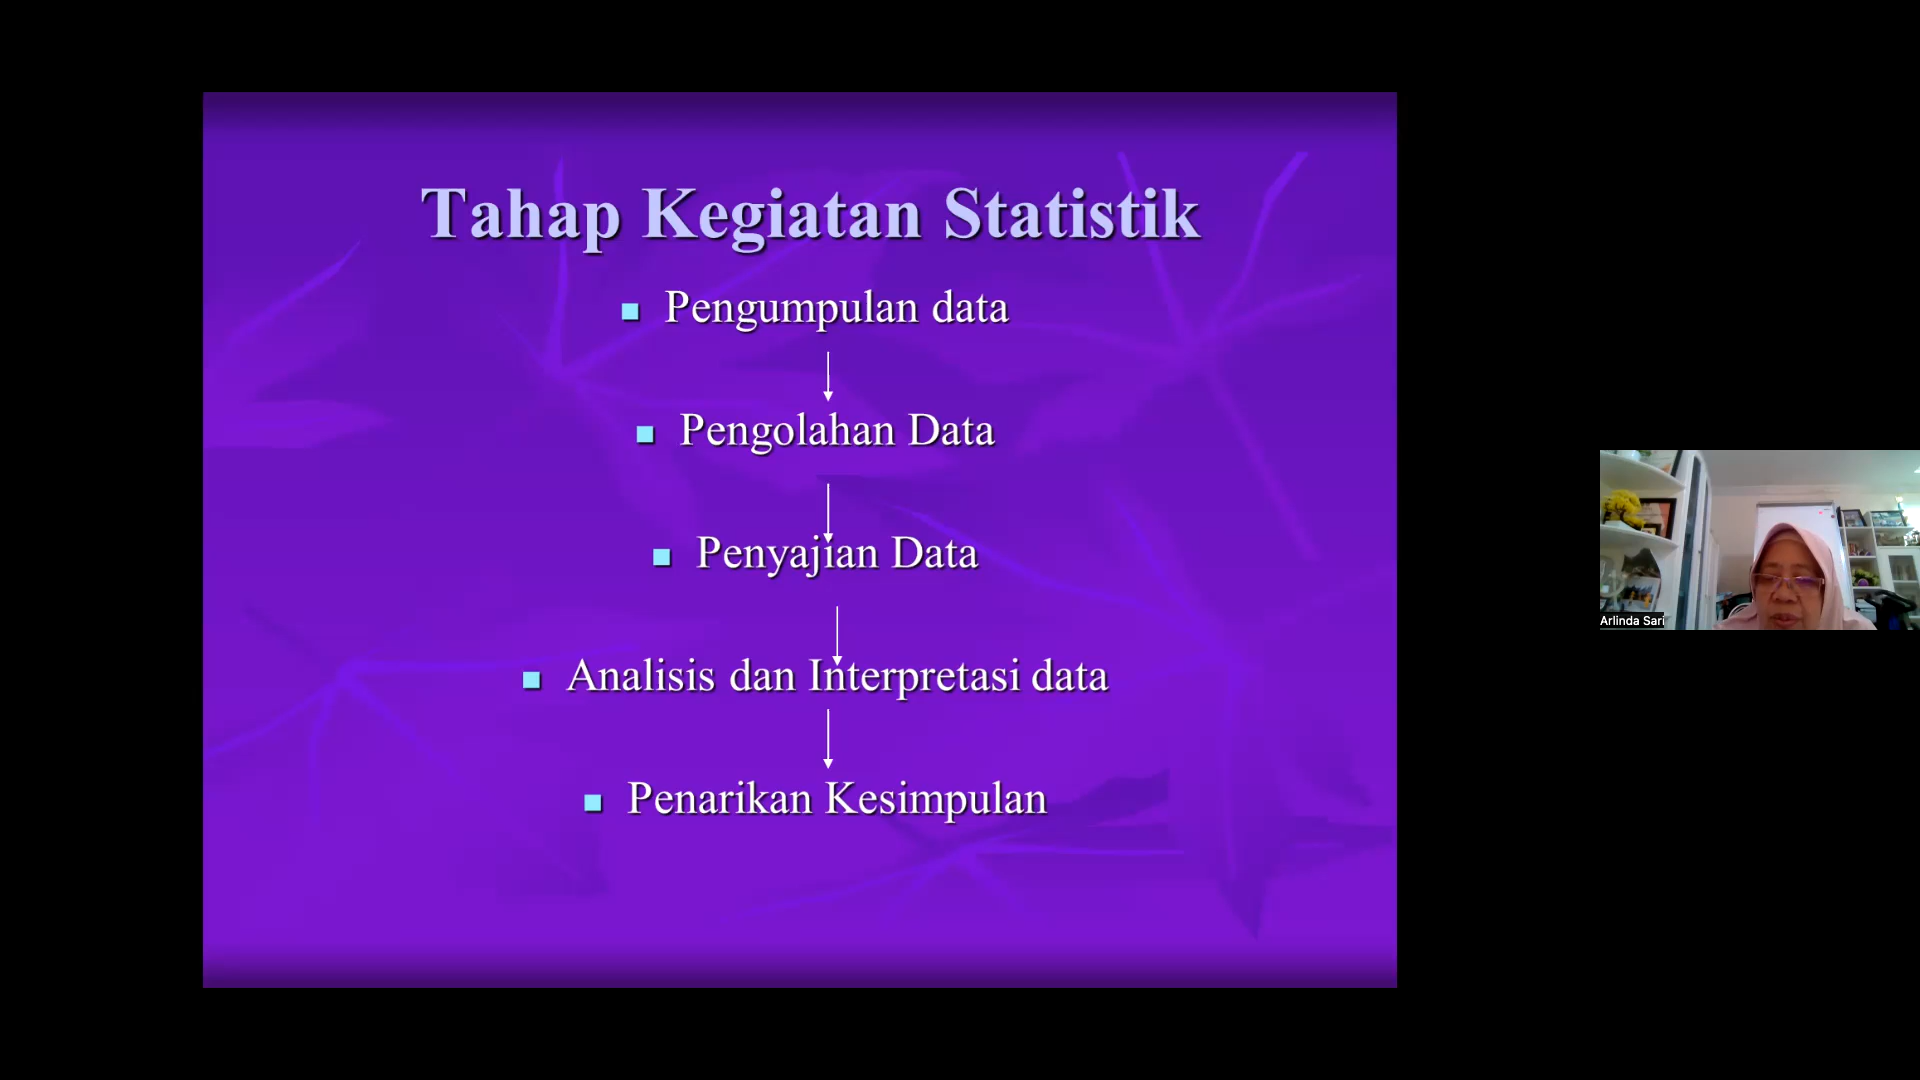 Tahap Kegiatan Statistik
Pengumpulan data
Pengolahan Data
Penyajian Data
Analisis dan Interpretasi data
Penarikan Kesimpulan
Arlinda Sari